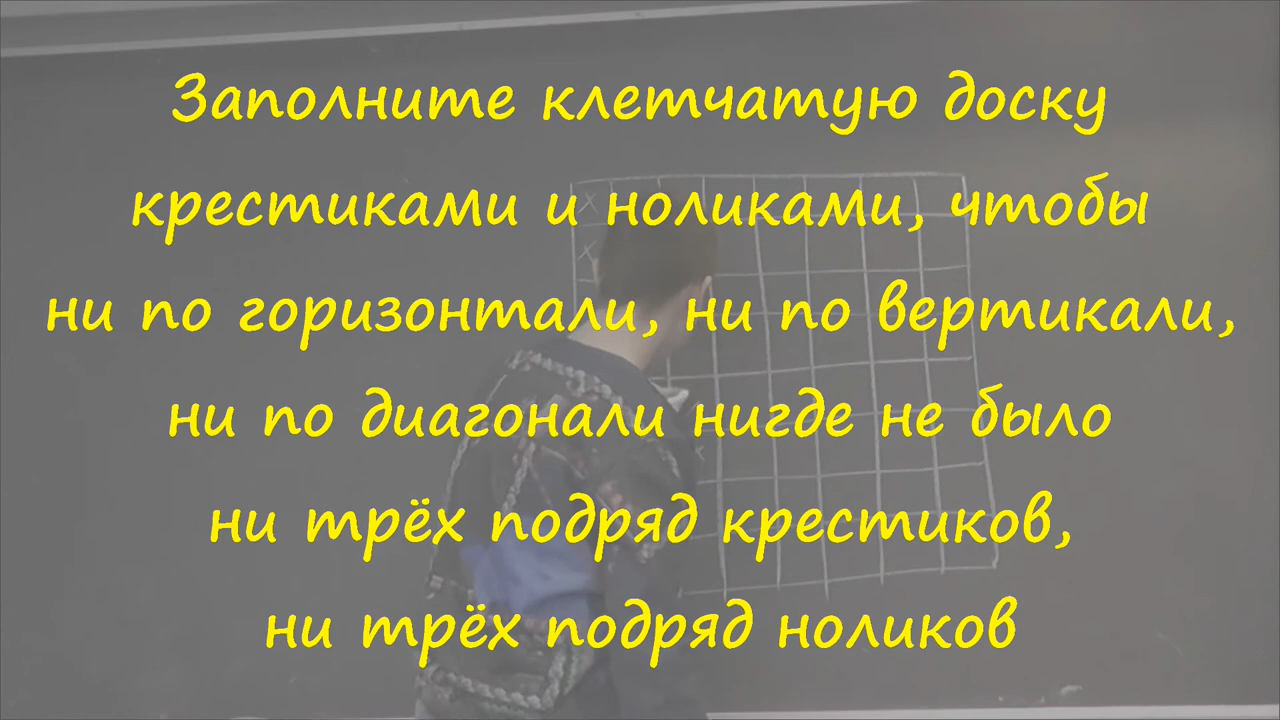 Заполните клетчатую доску
крестиками и ноликами, чтобы
ни по горизонтали, ни по вертикали,
ни по диагонали нигде не было
ни трёх подряд крестиков,
ни трёх подряд ноликов